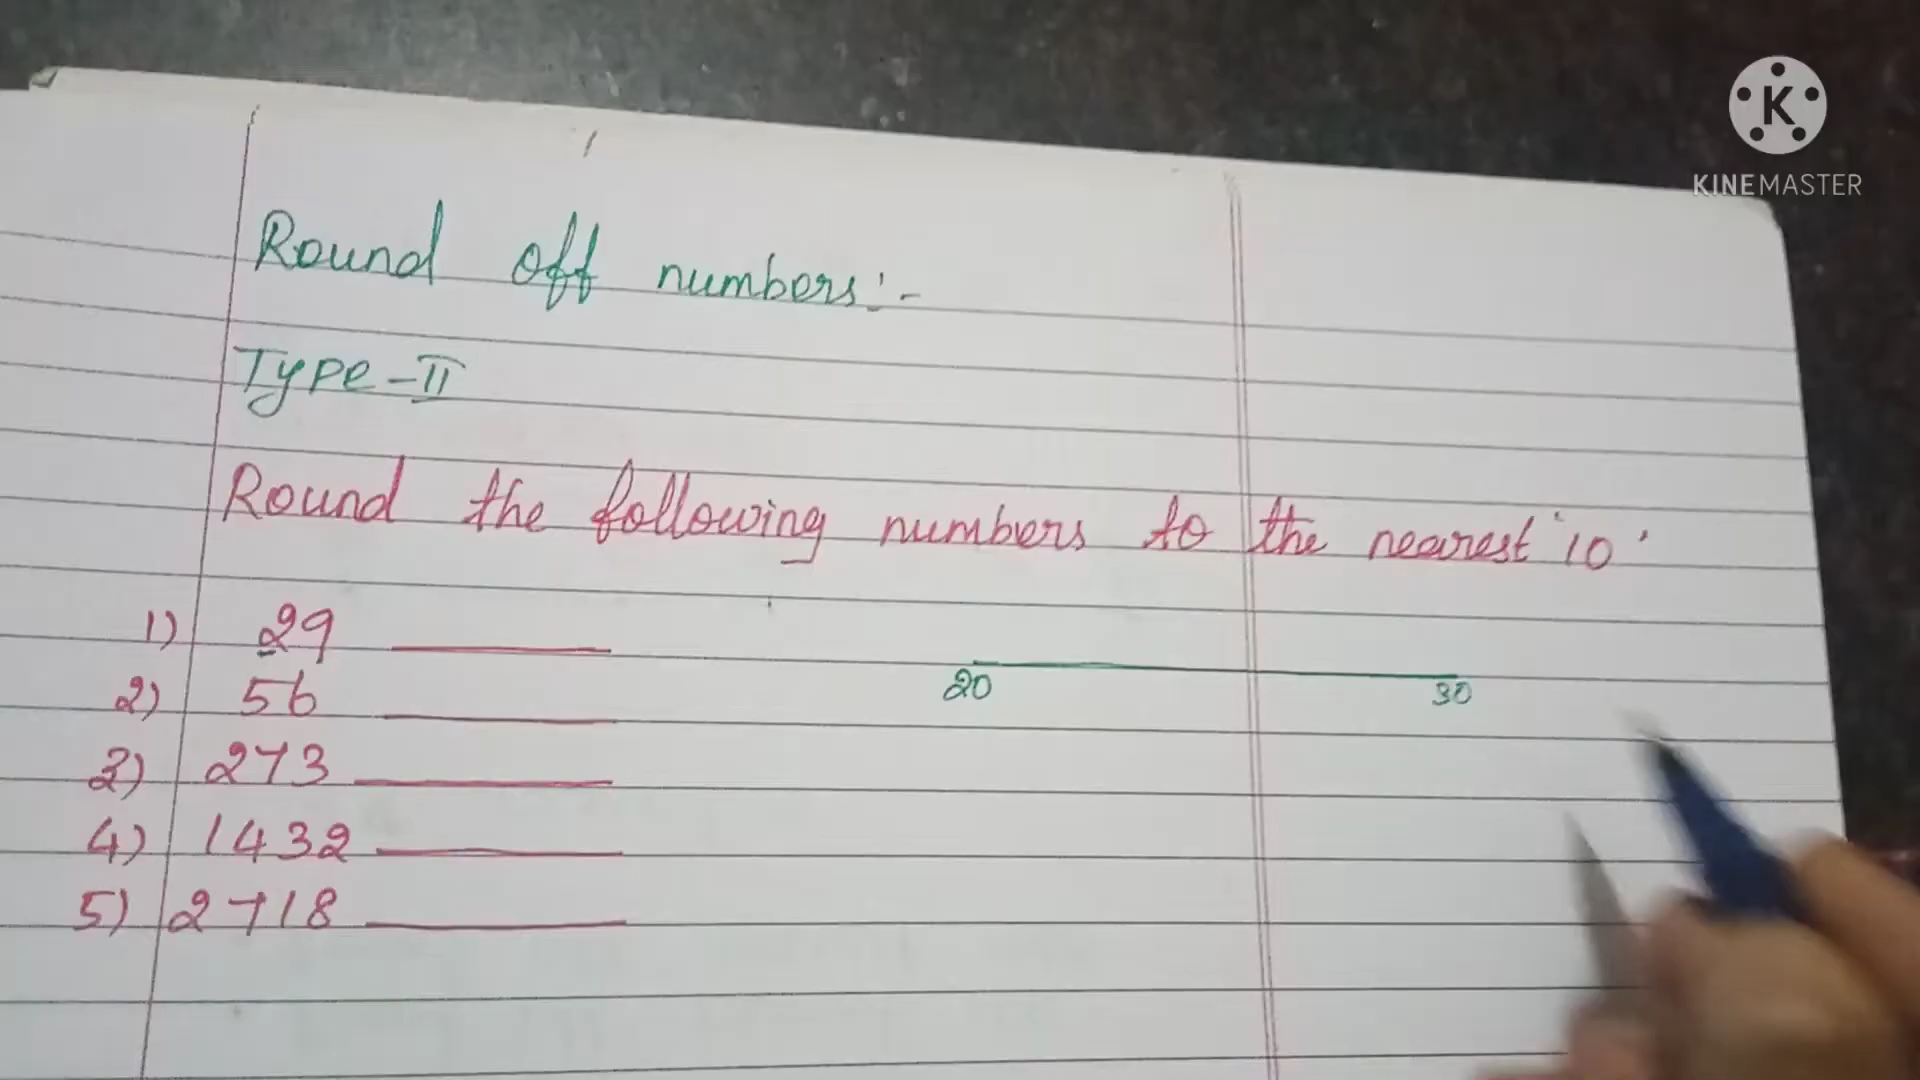 K
KINEMASTER
Round off numbers:-
Type-II
Round the following numbers to the nearest '10'
1) 29
20 30
2) 56
3) 273
4) 1432
5) 2718